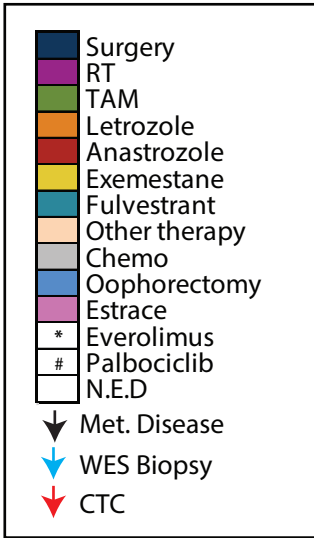 Surgery
RT
TAM
Letrozole
Anastrozole
Exemestane
Fulvestrant
Other therapy
Chemo
Oophorectomy
Estrace
* Everolimus
# Palbociclib
N.E.D
Met. Disease
WES Biopsy
CTC